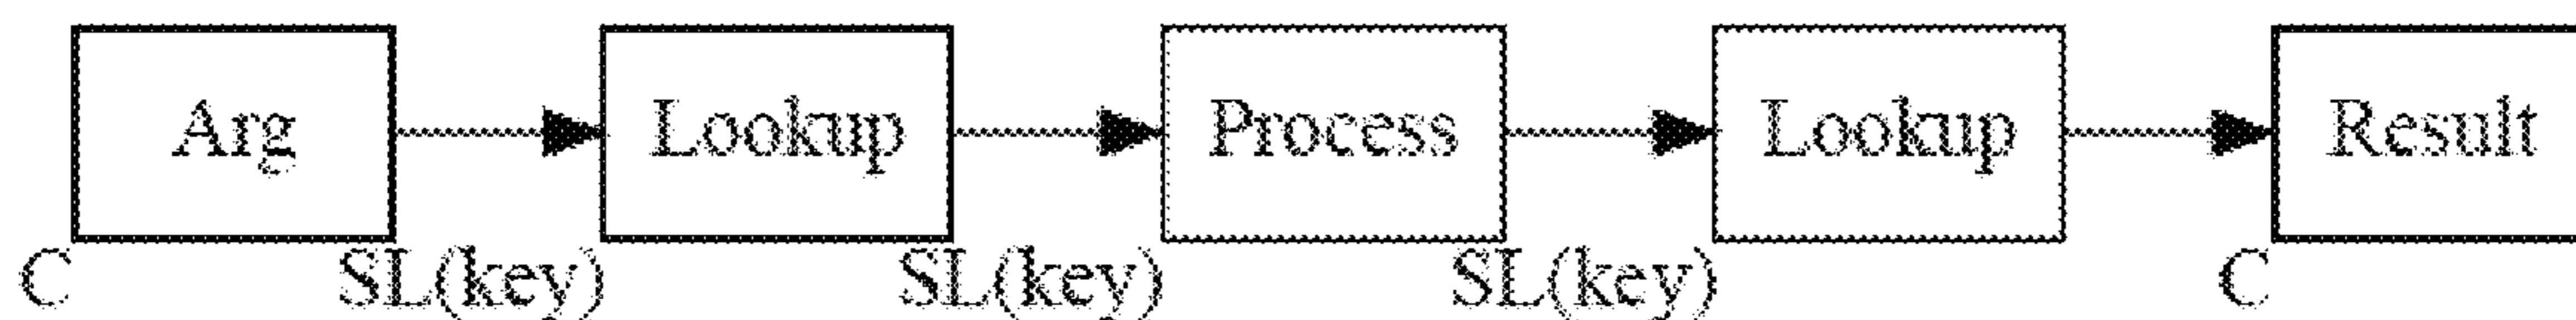 Arg Lookup Process Lookup Result
C SL(key) SL(key) SL(key) C